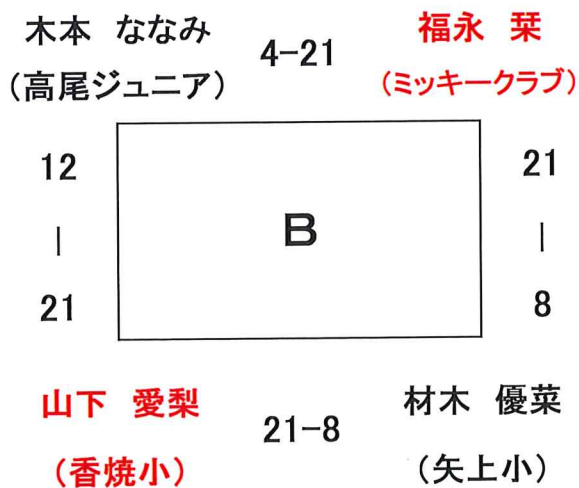 木本 ななみ
(高尾ジュニア)
4-21
福永 栞
(ミッキークラブ)
12
|
21
B
21
|
8
山下 愛梨
(香焼小)
21-8
材木 優菜
(矢上小)